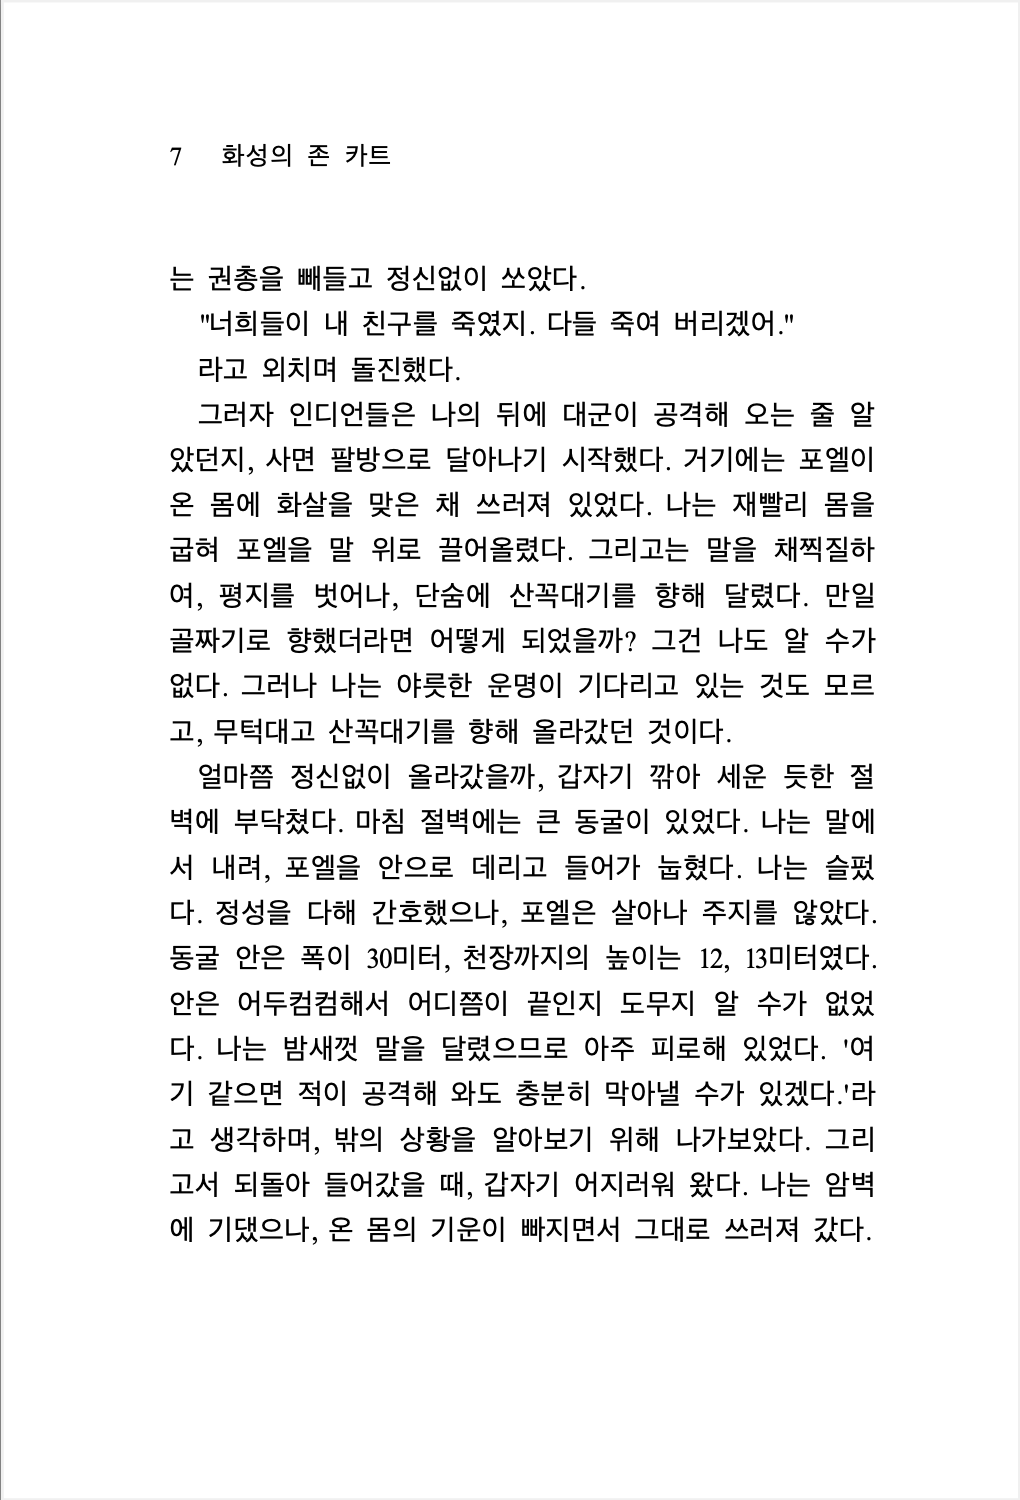 7 화성의 존 카트
는 권총을 빼들고 정신없이 쏘았다.
"너희들이 내 친구를 죽였지. 다들 죽여 버리겠어."
라고 외치며 돌진했다.
그러자 인디언들은 나의 뒤에 대군이 공격해 오는 줄 알
았던지, 사면 팔방으로 달아나기 시작했다. 거기에는 포엘이
온 몸에 화살을 맞은 채 쓰러져 있었다. 나는 재빨리 몸을
굽혀 포엘을 말 위로 끌어올렸다. 그리고는 말을 채찍질하
여, 평지를 벗어나, 단숨에 산꼭대기를 향해 달렸다. 만일
골짜기로 향했더라면 어떻게 되었을까? 그건 나도 알 수가
없다. 그러나 나는 야릇한 운명이 기다리고 있는 것도 모르
고, 무턱대고 산꼭대기를 향해 올라갔던 것이다.
얼마쯤 정신없이 올라갔을까, 갑자기 깎아 세운 듯한 절
벽에 부닥쳤다. 마침 절벽에는 큰 동굴이 있었다. 나는 말에
서 내려, 포엘을 안으로 데리고 들어가 눕혔다. 나는 슬펐
다. 정성을 다해 간호했으나, 포엘은 살아나 주지를 않았다.
동굴 안은 폭이 30미터, 천장까지의 높이는 12, 13미터였다.
안은 어두컴컴해서 어디쯤이 끝인지 도무지 알 수가 없었
다. 나는 밤새껏 말을 달렸으므로 아주 피로해 있었다. '여
기 같으면 적이 공격해 와도 충분히 막아낼 수가 있겠다.'라
고 생각하며, 밖의 상황을 알아보기 위해 나가보았다. 그리
고서 되돌아 들어갔을 때, 갑자기 어지러워 왔다. 나는 암벽
에 기댔으나, 온 몸의 기운이 빠지면서 그대로 쓰러져 갔다.